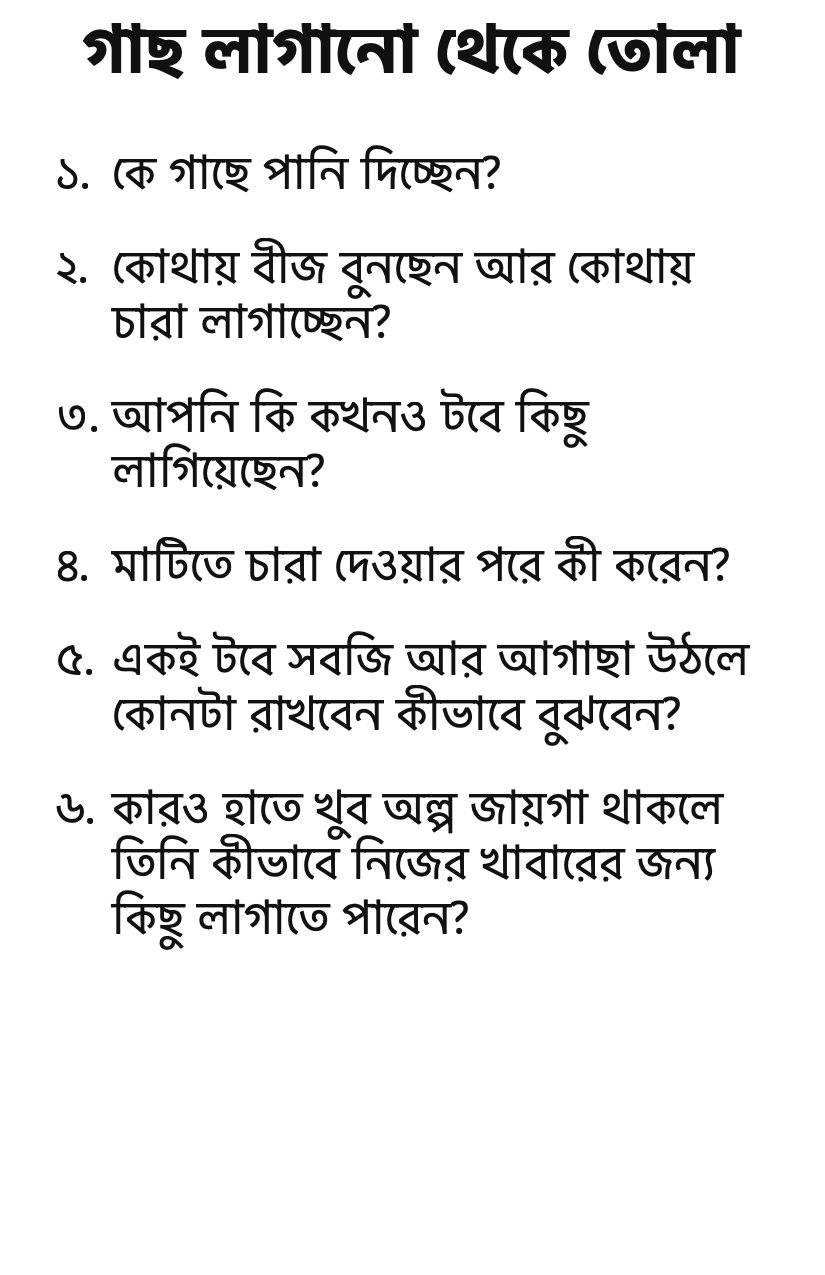 গাছ লাগানো থেকে তোলা
১. কে গাছে পানি দিচ্ছেন?
২. কোথায় বীজ বুনছেন আর কোথায়
চারা লাগাচ্ছেন?
৩. আপনি কি কখনও টবে কিছু
লাগিয়েছেন?
৪. মাটিতে চারা দেওয়ার পরে কী করেন?
৫. একই টবে সবজি আর আগাছা উঠলে
কোনটা রাখবেন কীভাবে বুঝবেন?
৬. কারও হাতে খুব অল্প জায়গা থাকলে
তিনি কীভাবে নিজের খাবারের জন্য
কিছু লাগাতে পারেন?